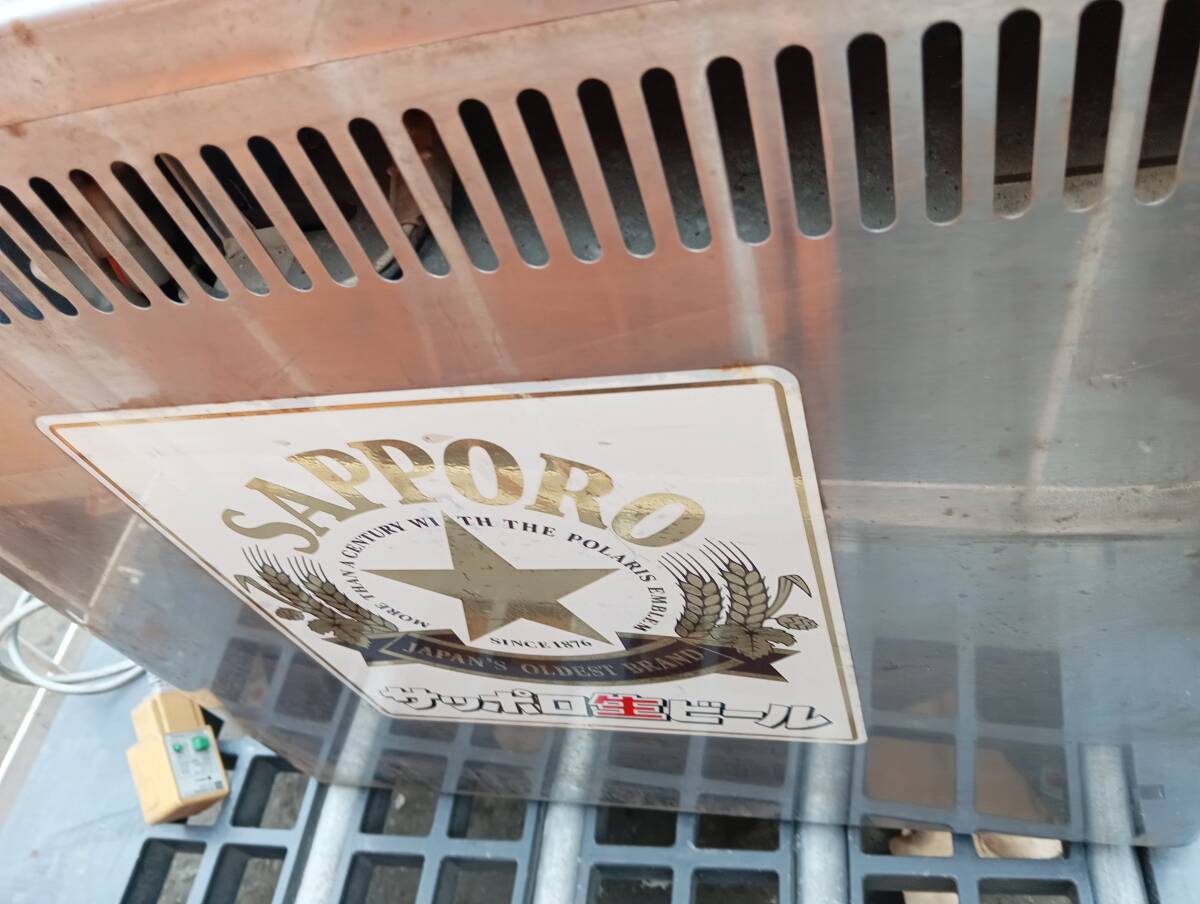 SAPPORO
MORE THAN A CENTURY WITH THE POLARIS EMBLEM
SINCE 1876
JAPAN'S OLDEST BRAND
サッポロ生ビール